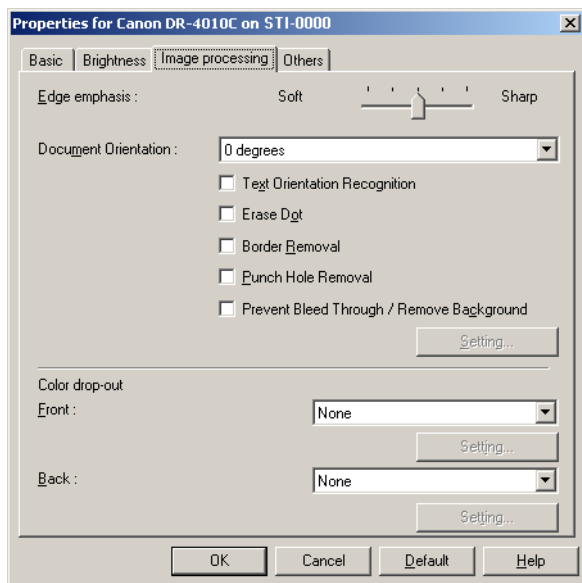 Properties for Canon DR-4010C on STI-0000
Basic Brightness Image processing Others
Edge emphasis : Soft Sharp
Document Orientation : 0 degrees
Text Orientation Recognition
Erase Dot
Border Removal
Punch Hole Removal
Prevent Bleed Through / Remove Background
Setting...
Color drop-out
Front : None
Setting...
Back : None
Setting...
OK Cancel Default Help